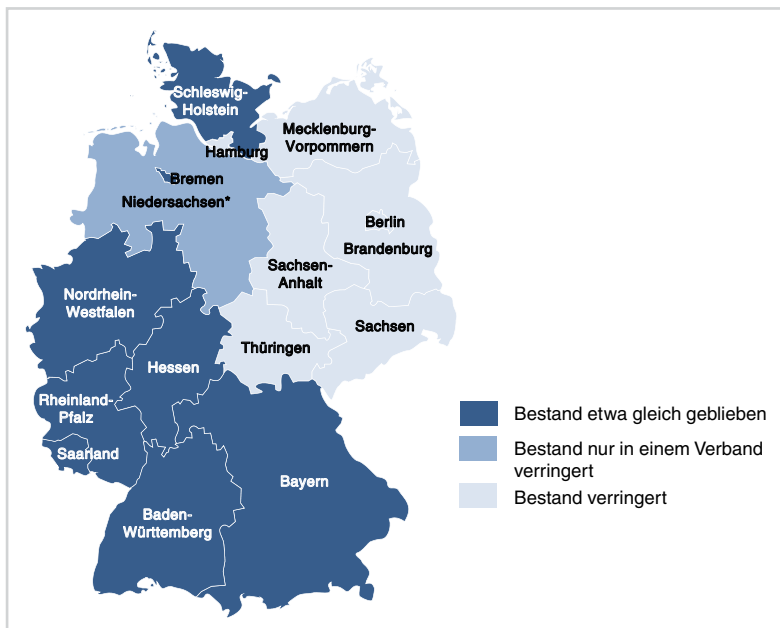 Schleswig-
Holstein
Mecklenburg-
Vorpommern
Hamburg
Bremen
Niedersachsen*
Berlin
Brandenburg
Sachsen-
Anhalt
Nordrhein-
Westfalen
Sachsen
Thüringen
Hessen
Rheinland-
Pfalz
Saarland
Bayern
Baden-
Württemberg
Bestand etwa gleich geblieben
Bestand nur in einem Verband
verringert
Bestand verringert